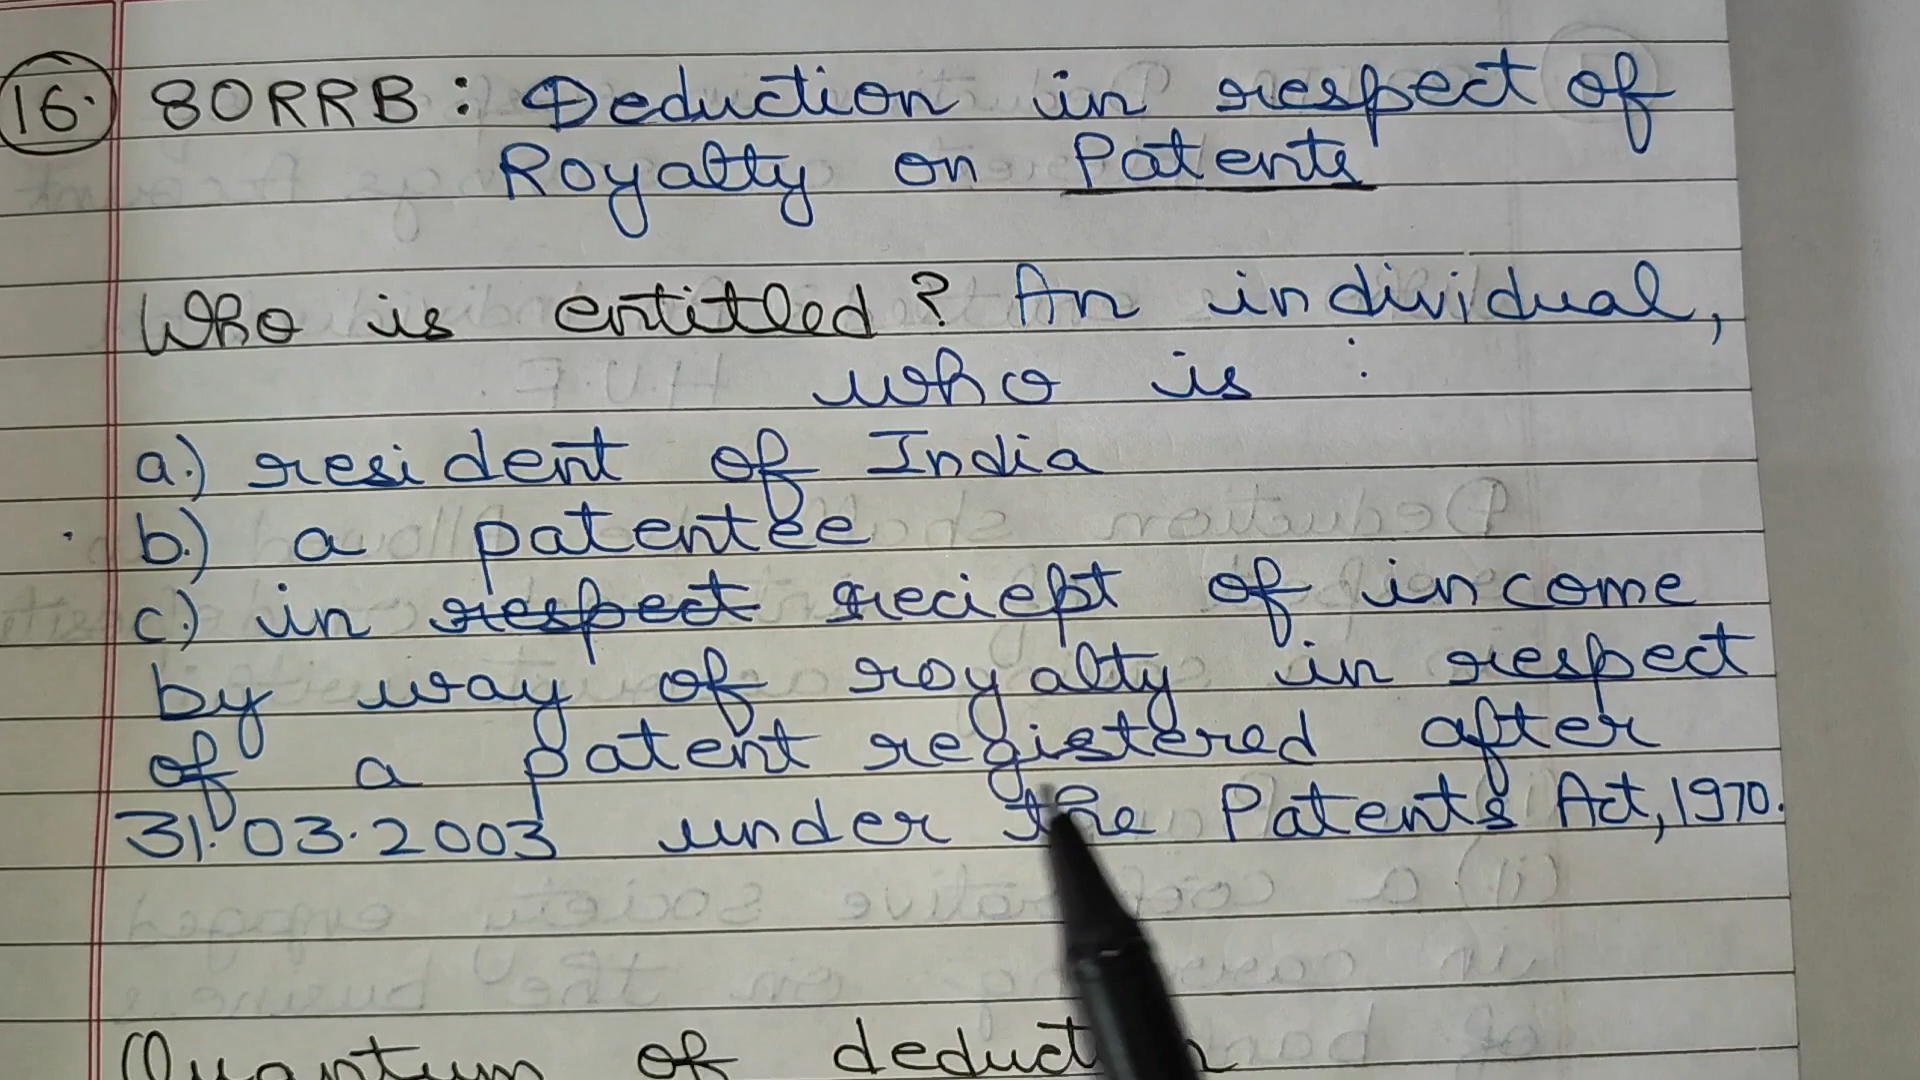 16. 80RRB : Deduction in respect of
Royalty on Patents
Who is entitled? An individual,
who is :
a.) resident of India
b.) a patentee
c.) in respect reciept of income
by way of royalty in respect
of a patent registered after
31.03.2003 under the Patents Act, 1970.
Quantum of deduction